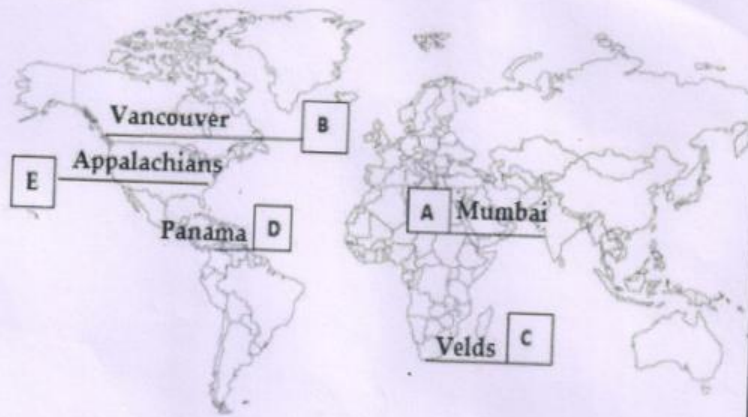 Vancouver B
E Appalachians
A Mumbai
Panama D
Velds C